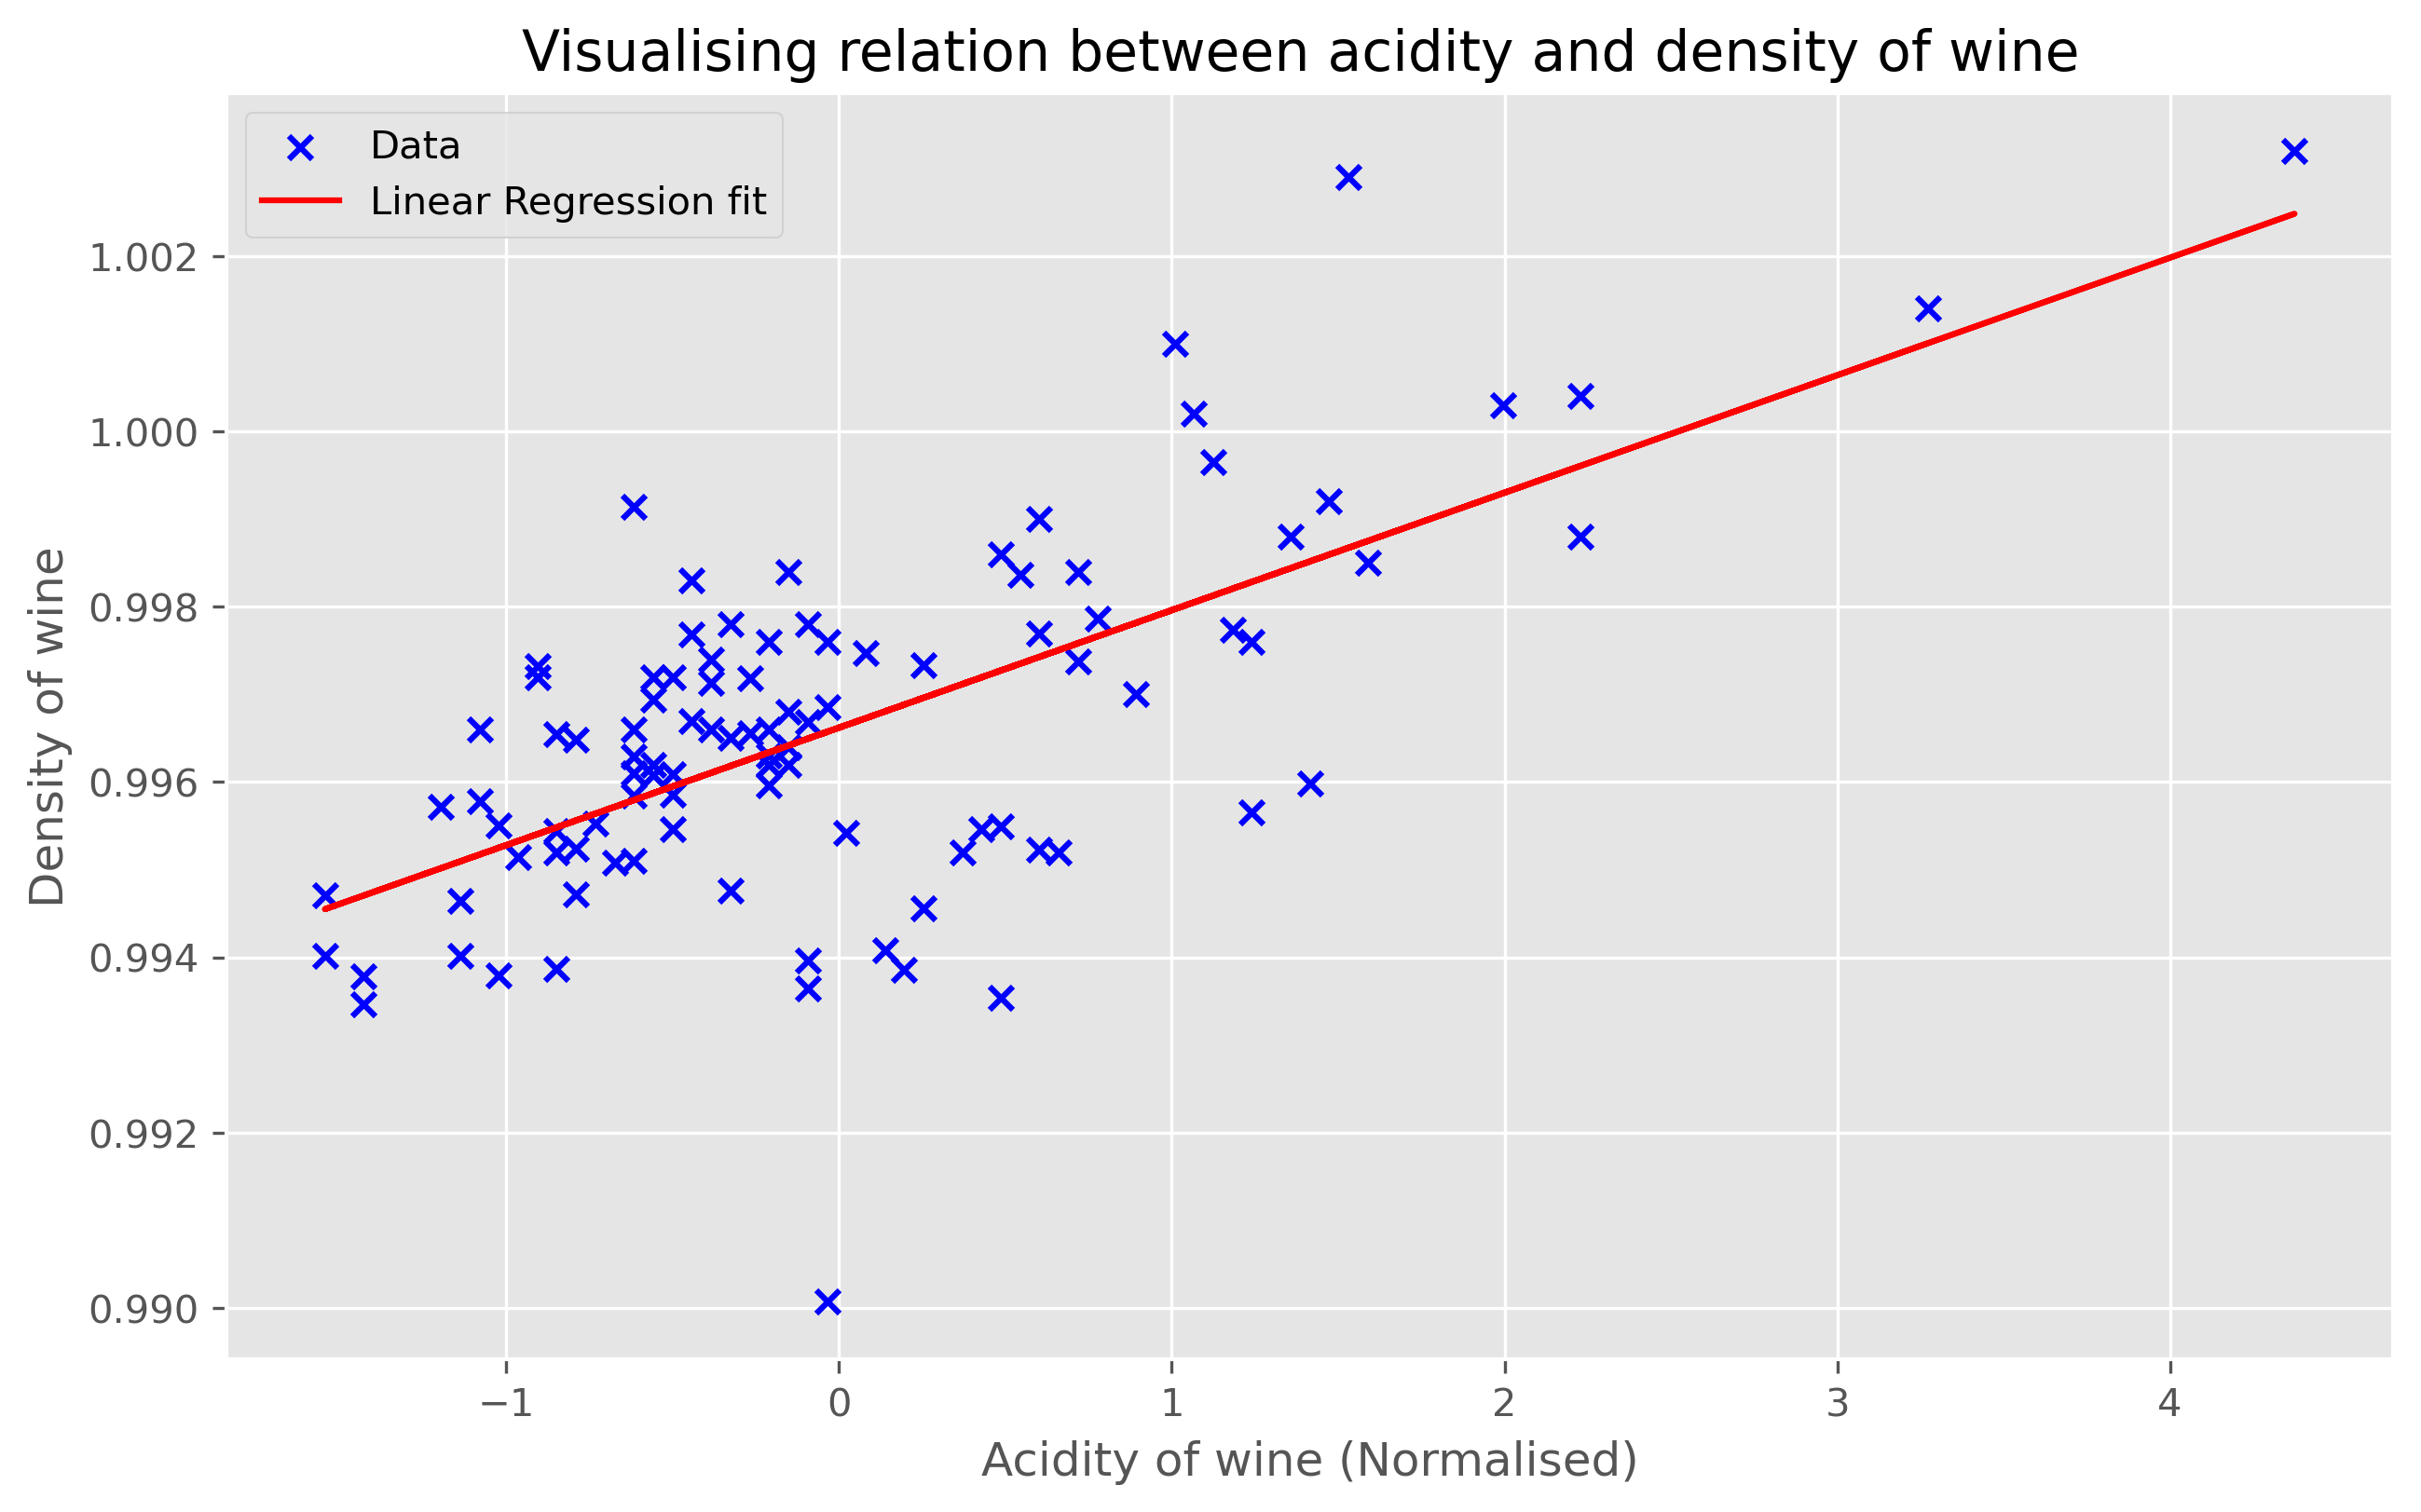 Visualising relation between acidity and density of wine
Data
Linear Regression fit
1.002
1.000
0.998
0.996
0.994
0.992
0.990
Density of wine
−1 0 1 2 3 4
Acidity of wine (Normalised)